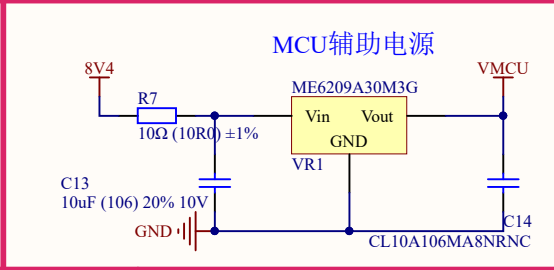 MCU辅助电源
8V4
VMCU
R7
ME6209A30M3G
Vin
Vout
10Ω (10R0) ±1%
GND
VR1
C13
10uF (106) 20% 10V
C14
GND
CL10A106MA8NRNC